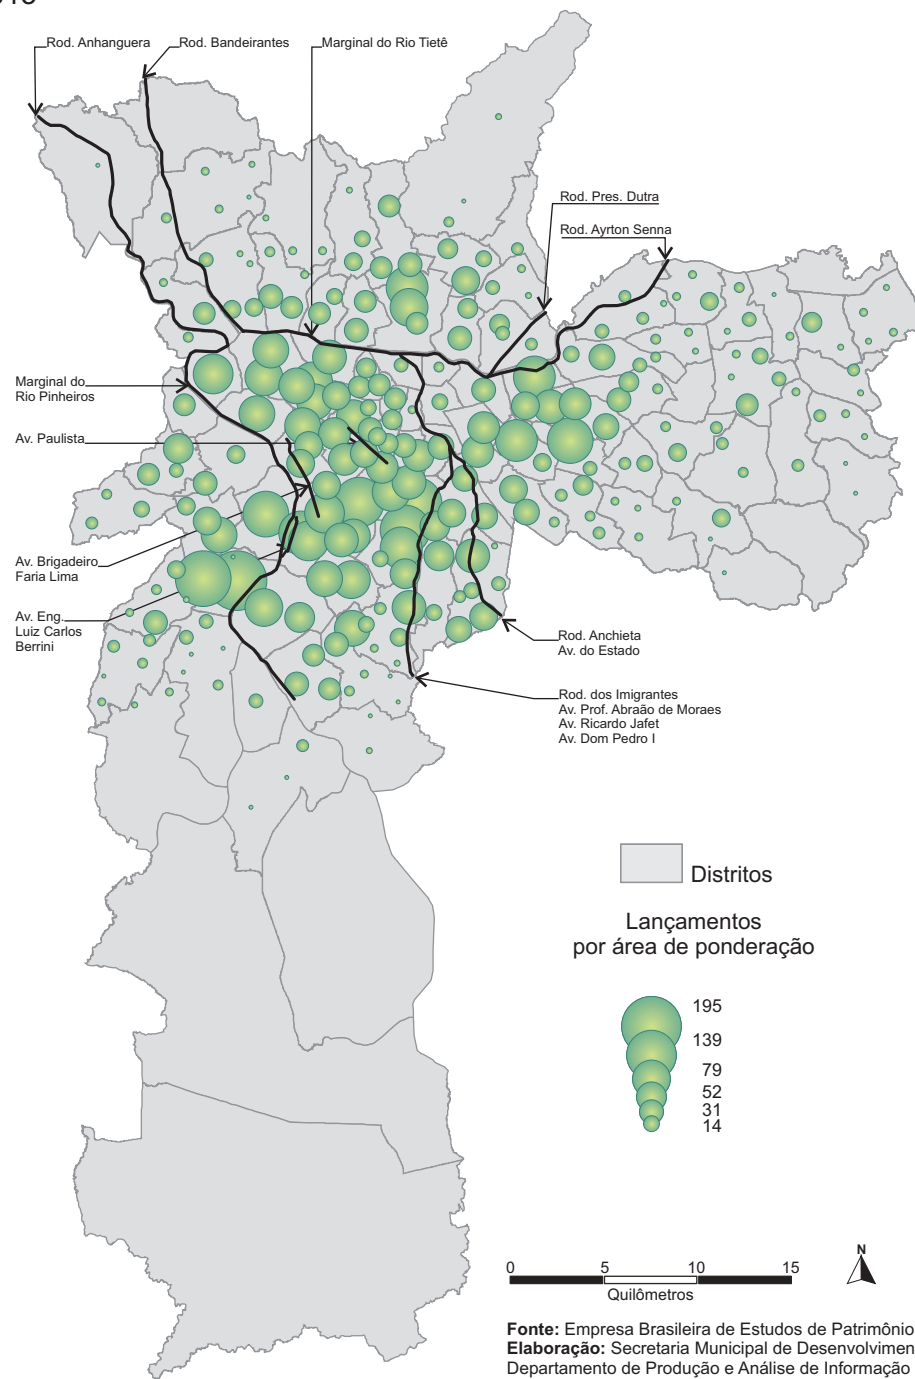 Rod. Anhanguera
Rod. Bandeirantes
Marginal do Rio Tietê
Rod. Pres. Dutra
Rod. Ayrton Senna
Marginal do
Rio Pinheiros
Av. Paulista
Av. Brigadeiro
Faria Lima
Av. Eng.
Luiz Carlos
Berrini
Rod. Anchieta
Av. do Estado
Rod. dos Imigrantes
Av. Prof. Abraão de Moraes
Av. Ricardo Jafet
Av. Dom Pedro I
Distritos
Lançamentos
por área de ponderação
195
139
79
52
31
14
0 5 10 15
Quilômetros
N
Fonte: Empresa Brasileira de Estudos de Patrimônio
Elaboração: Secretaria Municipal de Desenvolvimen
Departamento de Produção e Análise de Informação